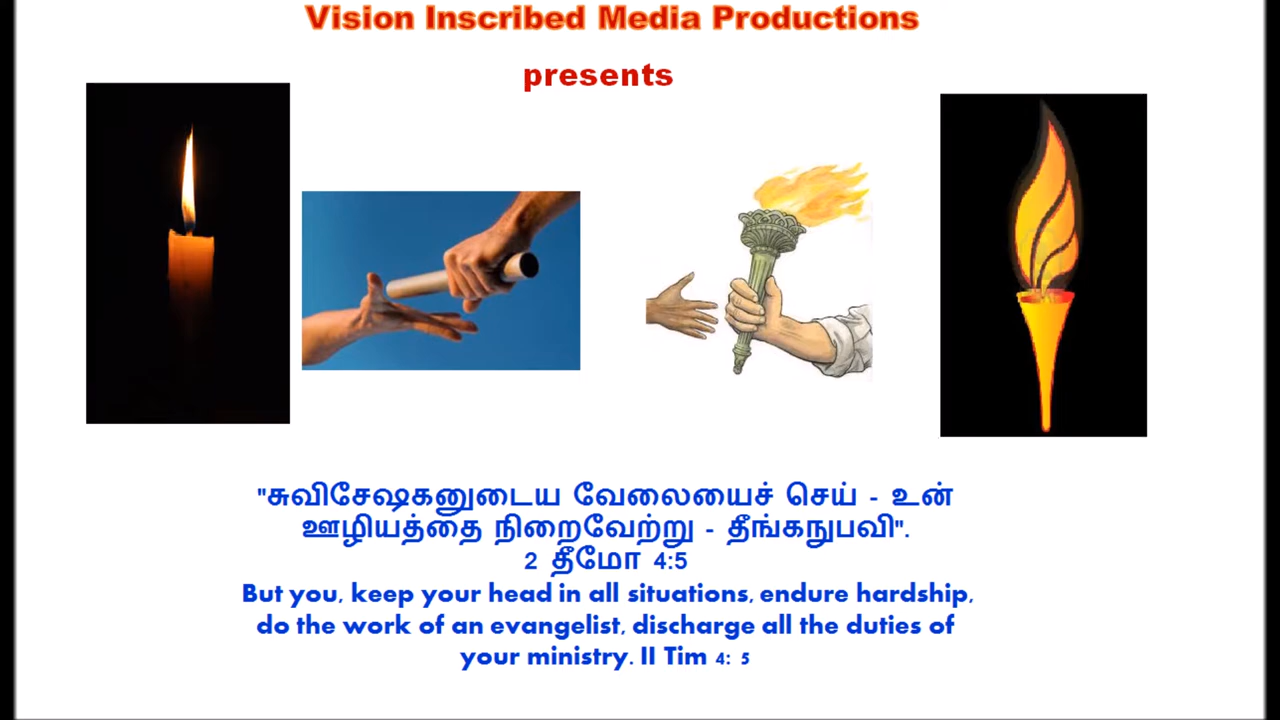 Vision Inscribed Media Productions
presents
"சுவிசேஷகனுடைய வேலையைச் செய் - உன்
ஊழியத்தை நிறைவேற்று - தீங்கநுபவி".
2 தீமோ 4:5
But you, keep your head in all situations, endure hardship,
do the work of an evangelist, discharge all the duties of
your ministry. II Tim 4: 5